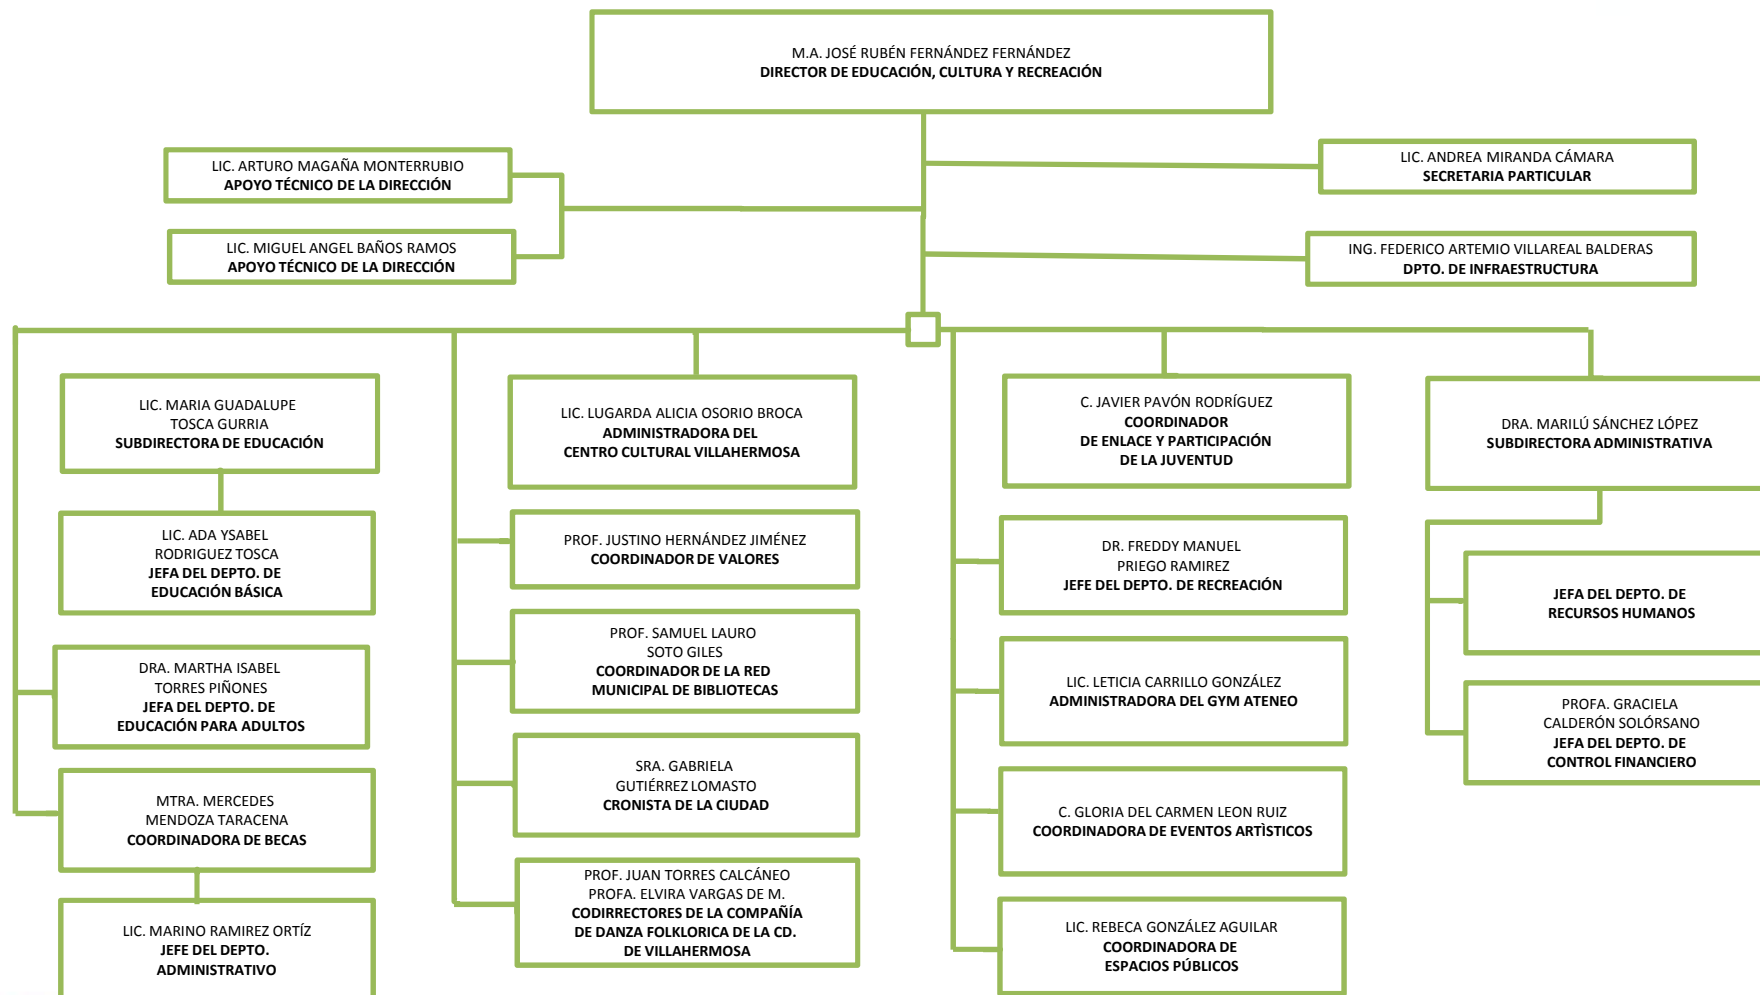 M.A. JOSÉ RUBÉN FERNÁNDEZ FERNÁNDEZ
DIRECTOR DE EDUCACIÓN, CULTURA Y RECREACIÓN
LIC. ARTURO MAGAÑA MONTERRUBIO
APOYO TÉCNICO DE LA DIRECCIÓN
LIC. ANDREA MIRANDA CÁMARA
SECRETARIA PARTICULAR
LIC. MIGUEL ANGEL BAÑOS RAMOS
APOYO TÉCNICO DE LA DIRECCIÓN
ING. FEDERICO ARTEMIO VILLAREAL BALDERAS
DPTO. DE INFRAESTRUCTURA
LIC. MARIA GUADALUPE
TOSCA GURRIA
SUBDIRECTORA DE EDUCACIÓN
LIC. ADA YSABEL
RODRIGUEZ TOSCA
JEFA DEL DEPTO. DE
EDUCACIÓN BÁSICA
DRA. MARTHA ISABEL
TORRES PIÑONES
JEFA DEL DEPTO. DE
EDUCACIÓN PARA ADULTOS
MTRA. MERCEDES
MENDOZA TARACENA
COORDINADORA DE BECAS
LIC. MARINO RAMIREZ ORTÍZ
JEFE DEL DEPTO.
ADMINISTRATIVO
LIC. LUGARDA ALICIA OSORIO BROCA
ADMINISTRADORA DEL
CENTRO CULTURAL VILLAHERMOSA
PROF. JUSTINO HERNÁNDEZ JIMÉNEZ
COORDINADOR DE VALORES
PROF. SAMUEL LAURO
SOTO GILES
COORDINADOR DE LA RED
MUNICIPAL DE BIBLIOTECAS
SRA. GABRIELA
GUTIÉRREZ LOMASTO
CRONISTA DE LA CIUDAD
PROF. JUAN TORRES CALCÁNEO
PROFA. ELVIRA VARGAS DE M.
CODIRRECTORES DE LA COMPAÑÍA
DE DANZA FOLKLORICA DE LA CD.
DE VILLAHERMOSA
C. JAVIER PAVÓN RODRÍGUEZ
COORDINADOR
DE ENLACE Y PARTICIPACIÓN
DE LA JUVENTUD
DR. FREDDY MANUEL
PRIEGO RAMIREZ
JEFE DEL DEPTO. DE RECREACIÓN
LIC. LETICIA CARRILLO GONZÁLEZ
ADMINISTRADORA DEL GYM ATENEO
C. GLORIA DEL CARMEN LEON RUIZ
COORDINADORA DE EVENTOS ARTÌSTICOS
LIC. REBECA GONZÁLEZ AGUILAR
COORDINADORA DE
ESPACIOS PÚBLICOS
DRA. MARILÚ SÁNCHEZ LÓPEZ
SUBDIRECTORA ADMINISTRATIVA
JEFA DEL DEPTO. DE
RECURSOS HUMANOS
PROFA. GRACIELA
CALDERÓN SOLÓRSANO
JEFA DEL DEPTO. DE
CONTROL FINANCIERO